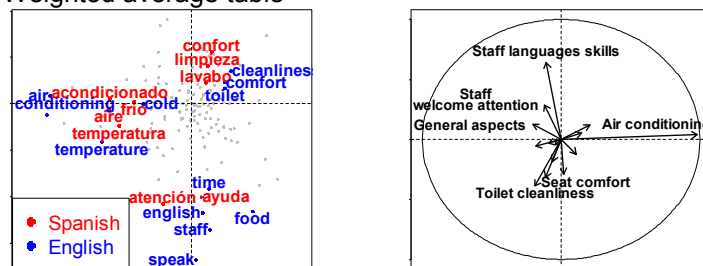 Weighted average table
confort
limpieza
cleanliness
lavabo
comfort
toilet
air
acondicionado
conditioning
frio
cold
aire
temperatura
temperature
time
atención
ayuda
english
food
staff
speak
Spanish
English
Staff languages skills
Staff
welcome attention
General aspects
Air conditioning
Seat comfort
Toilet cleanliness